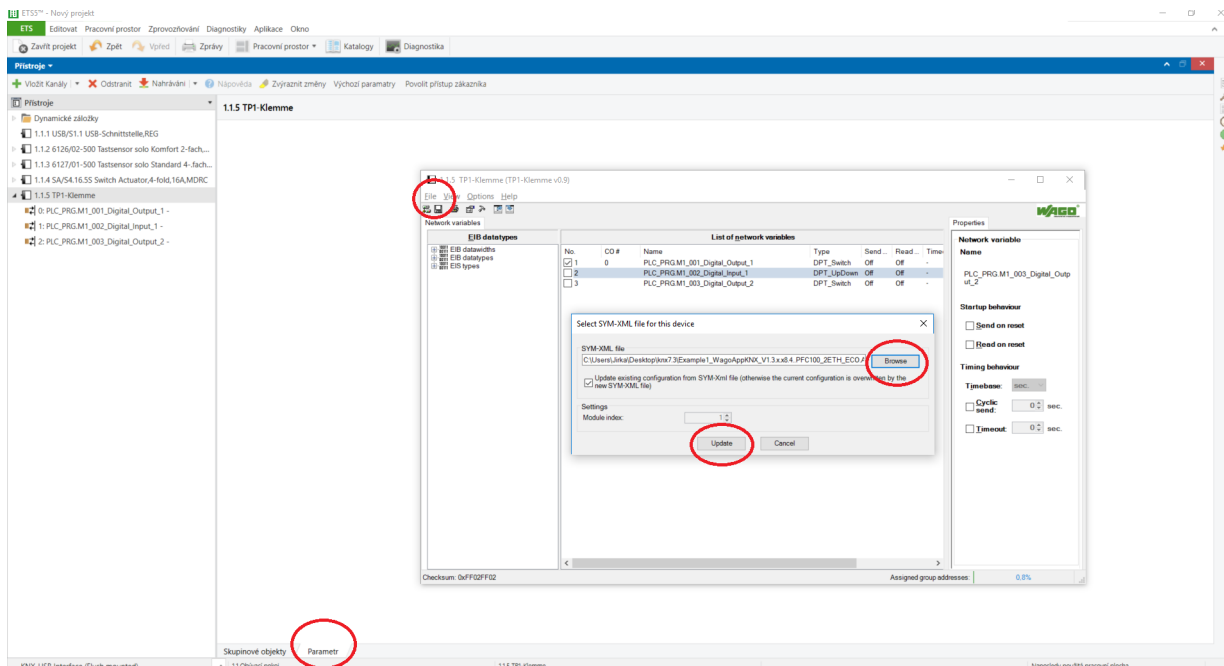 ETS5™ - Nový projekt
ETS Editovat Pracovní prostor Zprovozňování Diagnostiky Aplikace Okno
Zavřít projekt Zpět Vpřed Zprávy Pracovní prostor Katalogy Diagnostika
Přístroje
Vložit Kanály Odstranit Nahrávání Nápověda Zvýraznit změny Výchozí paramatry Povolit přístup zákazníka
Přístroje
Dynamické záložky
1.1.1 USB/S1.1 USB-Schnittstelle,REG
1.1.2 6126/02-500 Tastsensor solo Komfort 2-fach,...
1.1.3 6127/01-500 Tastsensor solo Standard 4-.fach...
1.1.4 SA/S4.16.5S Switch Actuator,4-fold,16A,MDRC
1.1.5 TP1-Klemme
0: PLC_PRG.M1_001_Digital_Output_1 -
1: PLC_PRG.M1_002_Digital_Input_1 -
2: PLC_PRG.M1_003_Digital_Output_2 -
1.1.5 TP1-Klemme
1.1.5 TP1-Klemme (TP1-Klemme v0.9)
File View Options Help
WAGO
Network variables
EIB datatypes
EIB datawidths
EIB datatypes
EIS types
List of network variables
No. CO # Name Type Send... Read... Time
1 0 PLC_PRG.M1_001_Digital_Output_1 DPT_Switch Off Off -
2 PLC_PRG.M1_002_Digital_Input_1 DPT_UpDown Off Off -
3 PLC_PRG.M1_003_Digital_Output_2 DPT_Switch Off Off -
Select SYM-XML file for this device
SYM-XML file
C:\Users\Jirka\Desktop\knx7.3\Example1_WagoAppKNX_V1.3.x.x8.4..PFC100_2ETH_ECO.A Browse
Update existing configuration from SYM-Xml file (otherwise the current configuration is overwritten by the
new SYM-XML file)
Settings
Module index: 1
Update Cancel
Properties
Network variable
Name
PLC_PRG.M1_003_Digital_Outp
ut_2
Startup behaviour
Send on reset
Read on reset
Timing behaviour
Timebase: sec.
Cyclic
send: 0 sec.
Timeout: 0 sec.
Checksum: 0xFF02FF02 Assigned group addresses: 0,8%
Skupinové objekty Parametr
1.1.5 TP1-Klemme